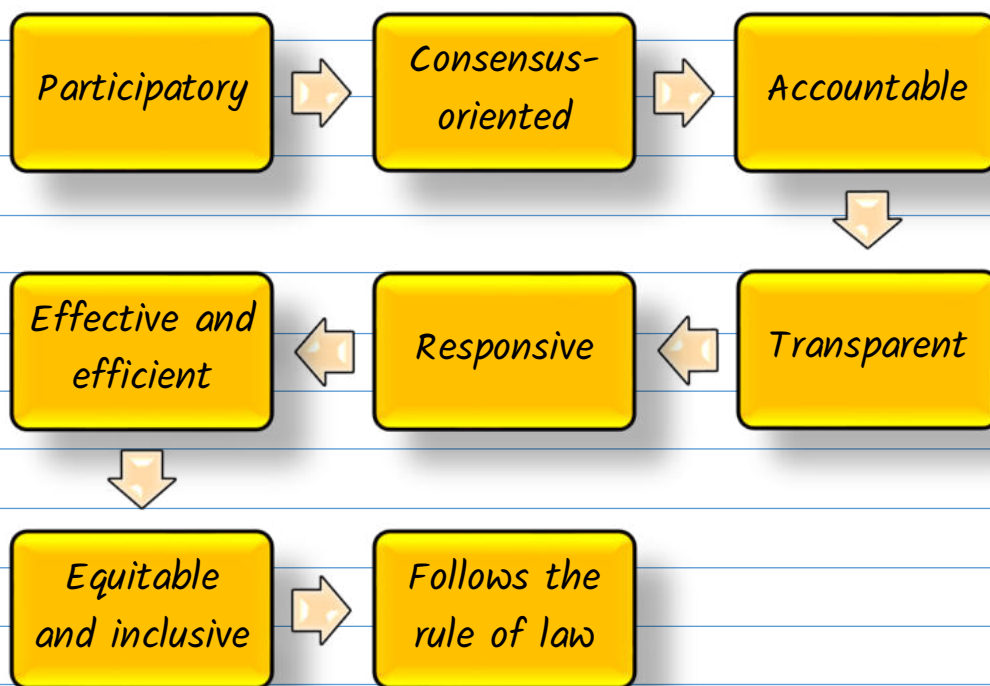 Participatory
Consensus-
oriented
Accountable
Transparent
Responsive
Effective and
efficient
Equitable
and inclusive
Follows the
rule of law